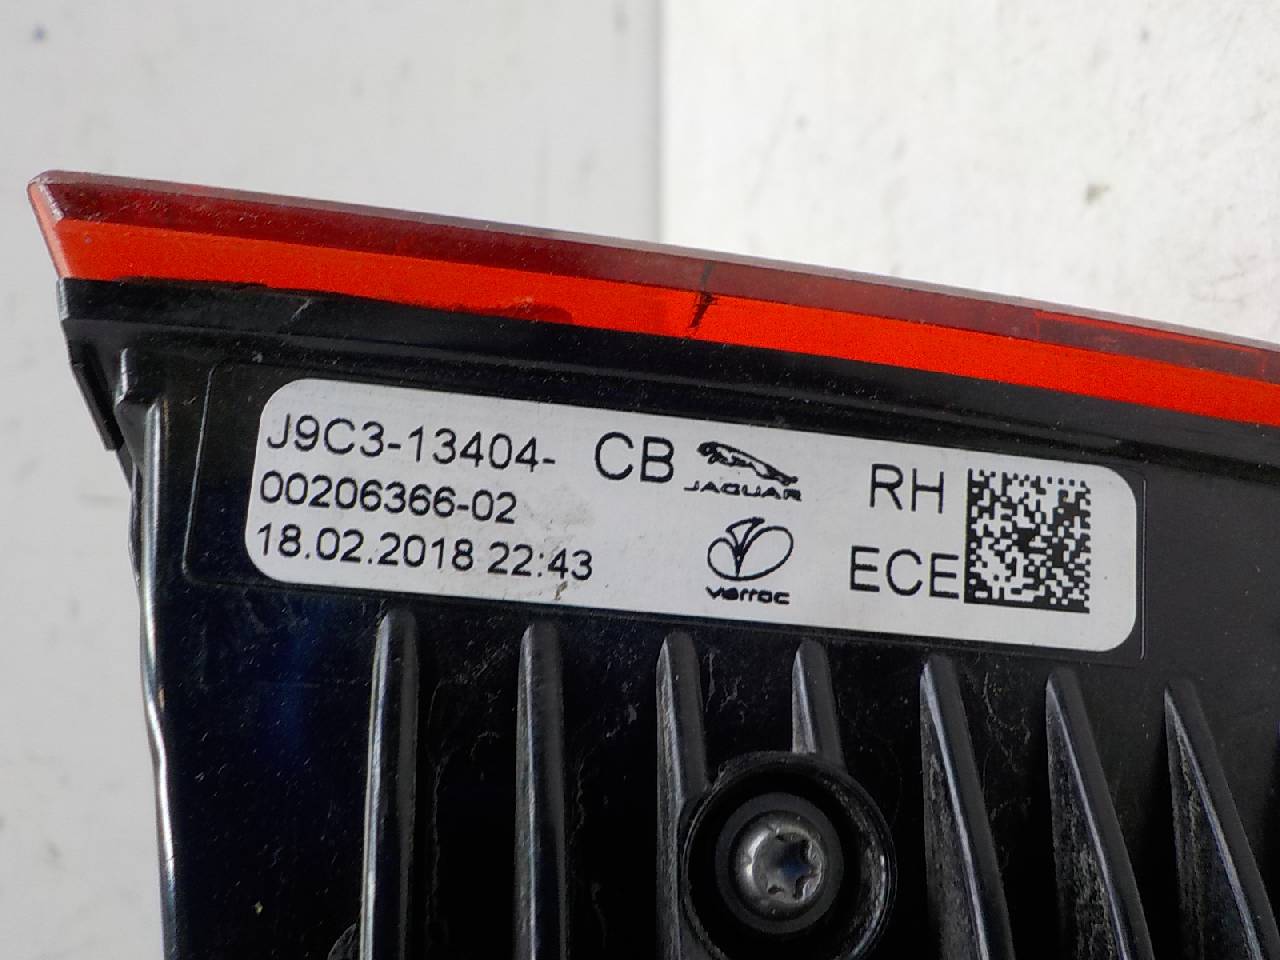 J9C3-13404- CB JAGUAR RH
00206366-02
18.02.2018 22:43 varroc ECE